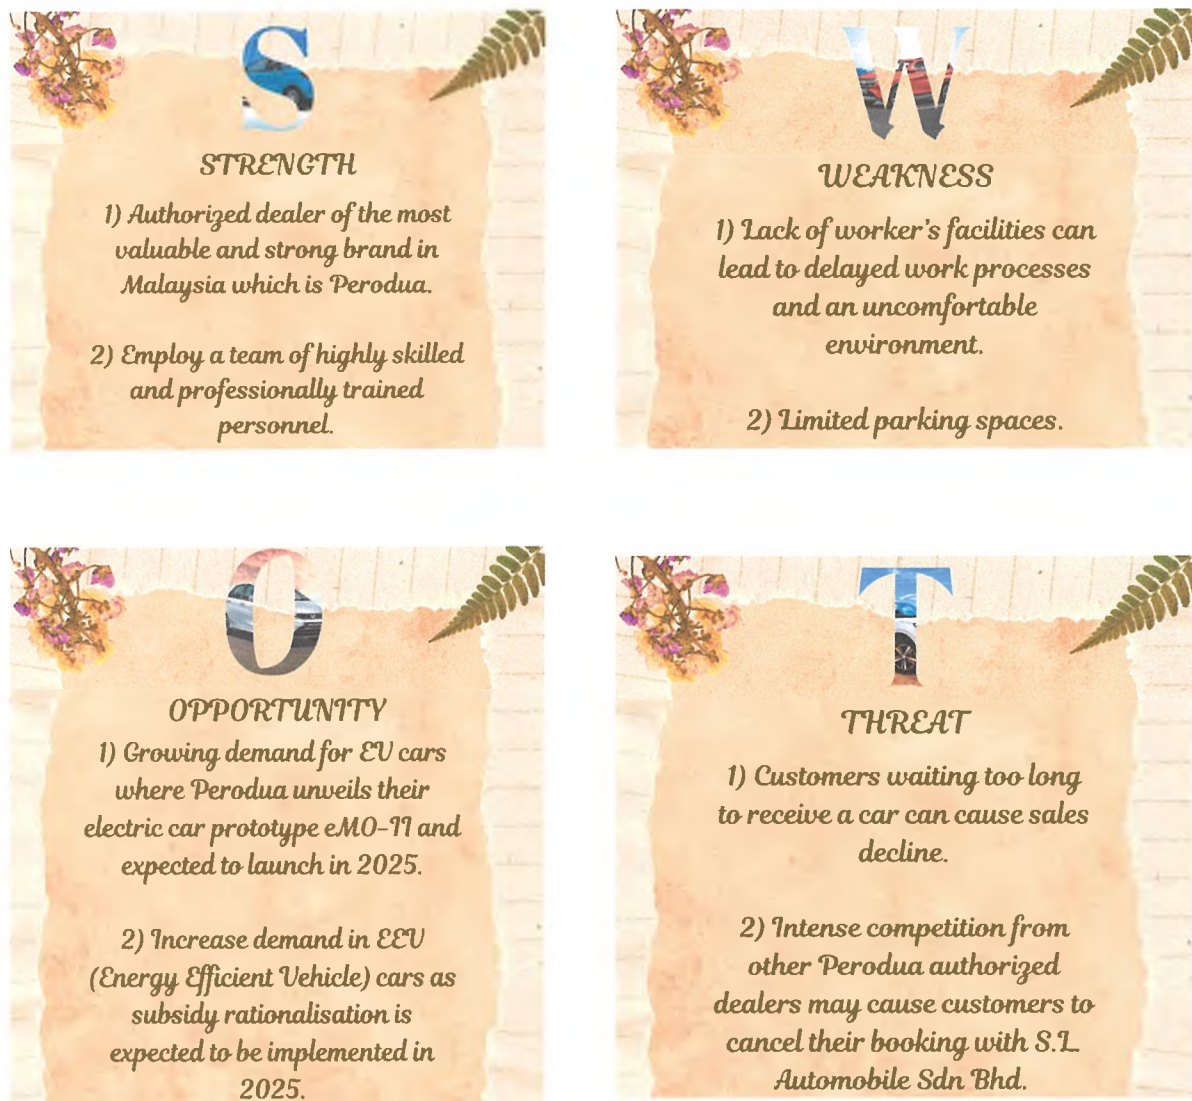 S
STRENGTH
1) Authorized dealer of the most
valuable and strong brand in
Malaysia which is Perodua.
2) Employ a team of highly skilled
and professionally trained
personnel.
W
WEAKNESS
1) Lack of worker's facilities can
lead to delayed work processes
and an uncomfortable
environment.
2) Limited parking spaces.
O
OPPORTUNITY
1) Growing demand for EV cars
where Perodua unveils their
electric car prototype eMO-II and
expected to launch in 2025.
2) Increase demand in EEV
(Energy Efficient Vehicle) cars as
subsidy rationalisation is
expected to be implemented in
2025.
T
THREAT
1) Customers waiting too long
to receive a car can cause sales
decline.
2) Intense competition from
other Perodua authorized
dealers may cause customers to
cancel their booking with S.L
Automobile Sdn Bhd.